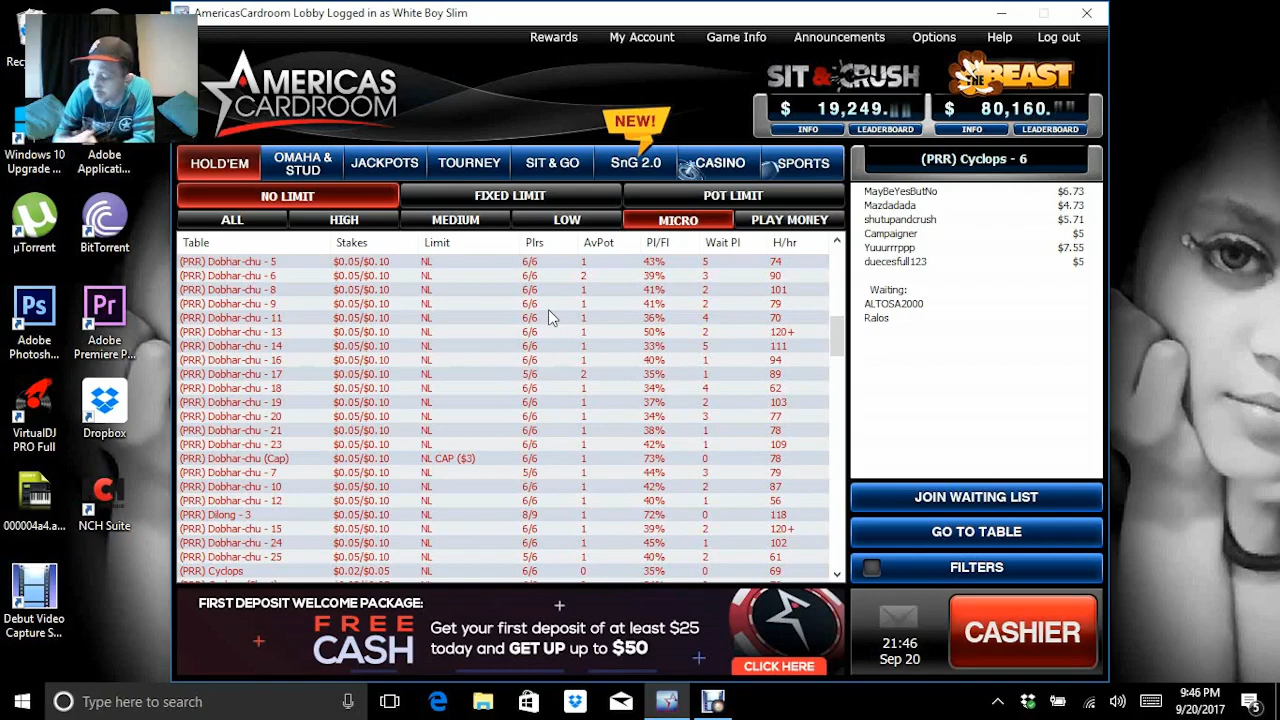 AmericasCardroom Lobby Logged in as White Boy Slim
Rewards My Account Game Info Announcements Options Help Log out
AMERICAS
CARDROOM
SIT & CRUSH
THE BEAST
$ 19,249.
$ 80,160.
INFO LEADERBOARD INFO LEADERBOARD
NEW!
HOLD'EM OMAHA & STUD JACKPOTS TOURNEY SIT & GO SnG 2.0 CASINO SPORTS
(PRR) Cyclops - 6
NO LIMIT FIXED LIMIT POT LIMIT
ALL HIGH MEDIUM LOW MICRO PLAY MONEY
Table Stakes Limit Plrs AvPot Pl/Fl Wait Pl H/hr
(PRR) Dobhar-chu - 5 $0.05/$0.10 NL 6/6 1 43% 5 74
(PRR) Dobhar-chu - 6 $0.05/$0.10 NL 6/6 2 39% 3 90
(PRR) Dobhar-chu - 8 $0.05/$0.10 NL 6/6 1 41% 2 101
(PRR) Dobhar-chu - 9 $0.05/$0.10 NL 6/6 1 41% 2 79
(PRR) Dobhar-chu - 11 $0.05/$0.10 NL 6/6 1 36% 4 70
(PRR) Dobhar-chu - 13 $0.05/$0.10 NL 6/6 1 50% 2 120+
(PRR) Dobhar-chu - 14 $0.05/$0.10 NL 6/6 1 33% 5 111
(PRR) Dobhar-chu - 16 $0.05/$0.10 NL 6/6 1 40% 1 94
(PRR) Dobhar-chu - 17 $0.05/$0.10 NL 5/6 2 35% 1 89
(PRR) Dobhar-chu - 18 $0.05/$0.10 NL 6/6 1 34% 4 62
(PRR) Dobhar-chu - 19 $0.05/$0.10 NL 6/6 1 37% 2 103
(PRR) Dobhar-chu - 20 $0.05/$0.10 NL 6/6 1 34% 3 77
(PRR) Dobhar-chu - 21 $0.05/$0.10 NL 6/6 1 38% 1 78
(PRR) Dobhar-chu - 23 $0.05/$0.10 NL 6/6 1 42% 1 109
(PRR) Dobhar-chu (Cap) $0.05/$0.10 NL CAP ($3) 6/6 1 73% 0 78
(PRR) Dobhar-chu - 7 $0.05/$0.10 NL 5/6 1 44% 3 79
(PRR) Dobhar-chu - 10 $0.05/$0.10 NL 6/6 1 42% 2 87
(PRR) Dobhar-chu - 12 $0.05/$0.10 NL 6/6 1 40% 1 56
(PRR) Dilong - 3 $0.05/$0.10 NL 8/9 1 72% 0 118
(PRR) Dobhar-chu - 15 $0.05/$0.10 NL 6/6 1 39% 2 120+
(PRR) Dobhar-chu - 24 $0.05/$0.10 NL 6/6 1 45% 1 102
(PRR) Dobhar-chu - 25 $0.05/$0.10 NL 5/6 1 40% 2 61
(PRR) Cyclops $0.02/$0.05 NL 6/6 0 35% 0 69
MayBeYesButNo $6.73
Mazdadada $4.73
shutupandcrush $5.71
Campaigner $5
Yuuurrrppp $7.55
duecesfull123 $5
Waiting:
ALTOSA2000
Ralos
JOIN WAITING LIST
GO TO TABLE
FILTERS
FIRST DEPOSIT WELCOME PACKAGE:
FREE
CASH
Get your first deposit of at least $25
today and GET UP up to $50
CLICK HERE
21:46
Sep 20
CASHIER
Windows 10
Upgrade ...
Adobe
Applicati...
µTorrent
BitTorrent
Ps
Adobe
Photosh...
Pr
Adobe
Premiere P...
VirtualDJ
PRO Full
Dropbox
000004a4.a...
NCH Suite
Debut Video
Capture S...
Type here to search
9:46 PM
9/20/2017
5